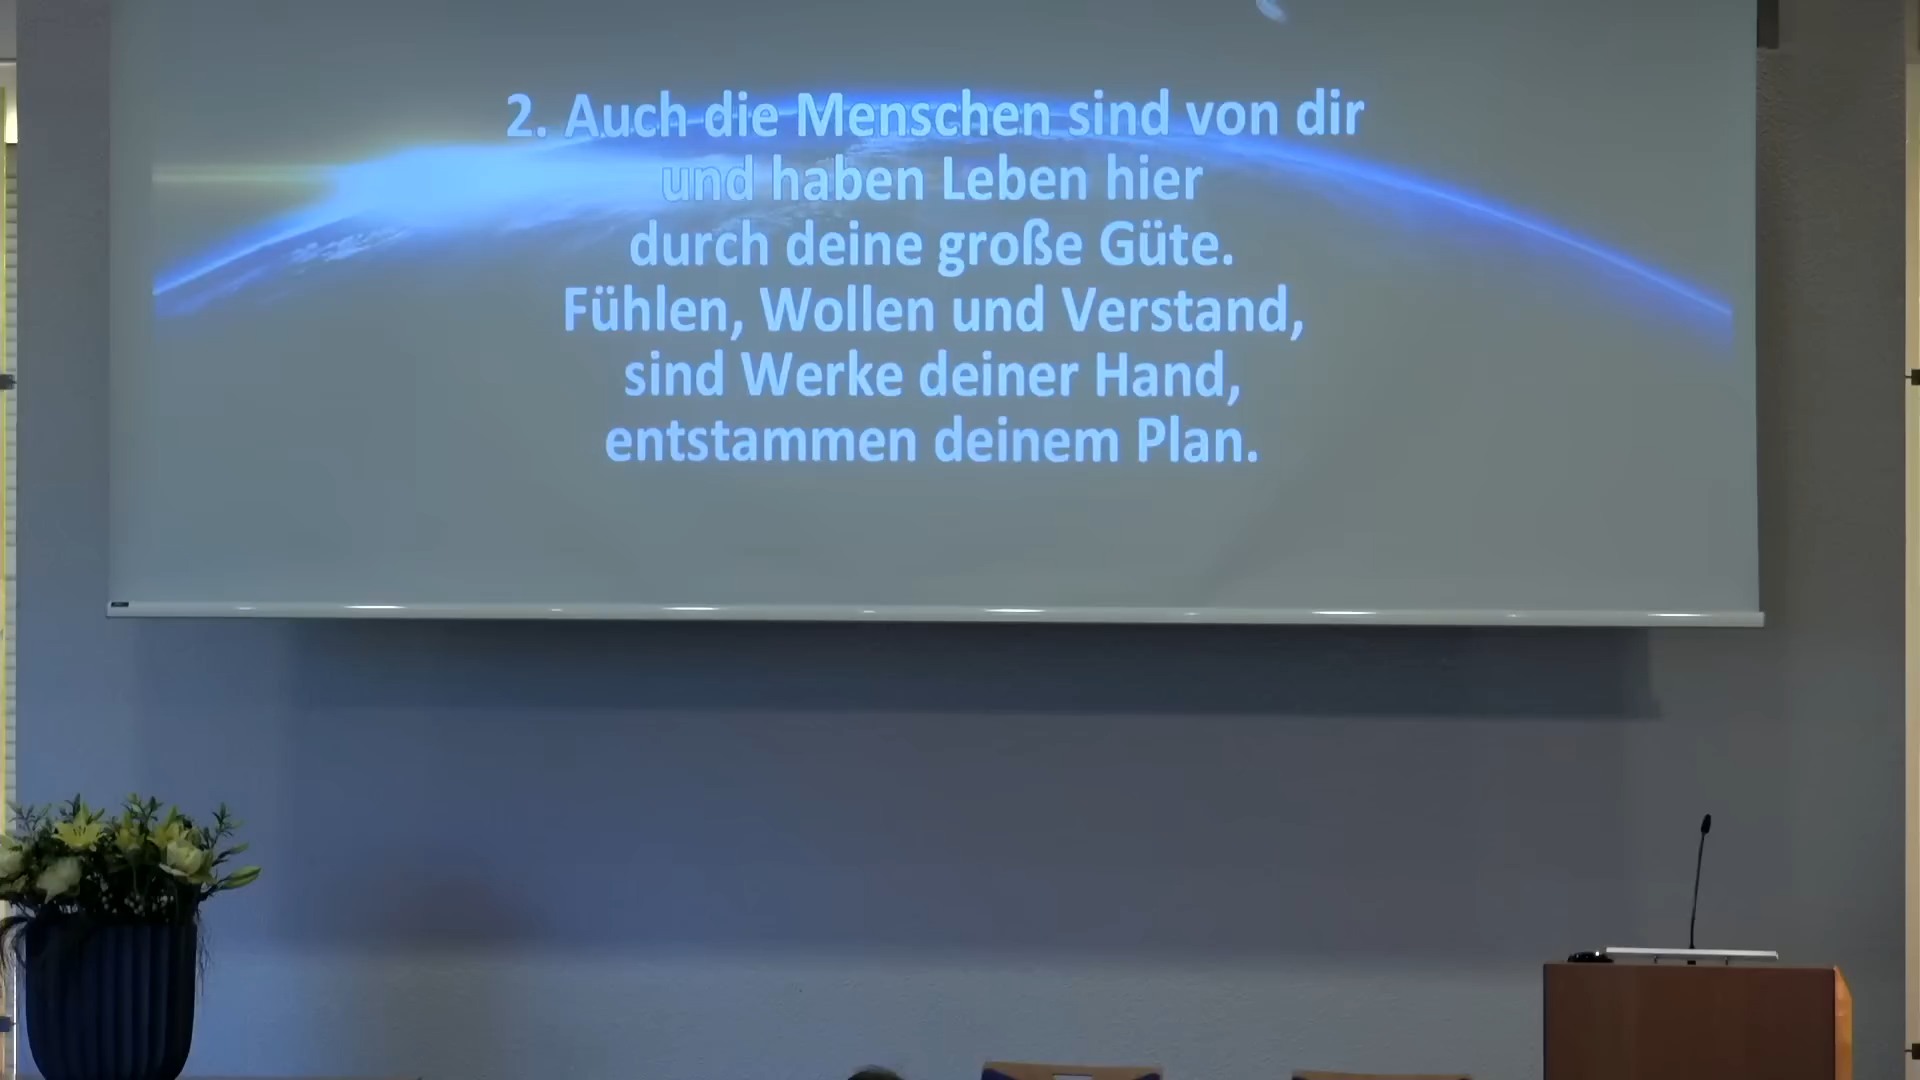 2. Auch die Menschen sind von dir
und haben Leben hier
durch deine große Güte.
Fühlen, Wollen und Verstand,
sind Werke deiner Hand,
entstammen deinem Plan.